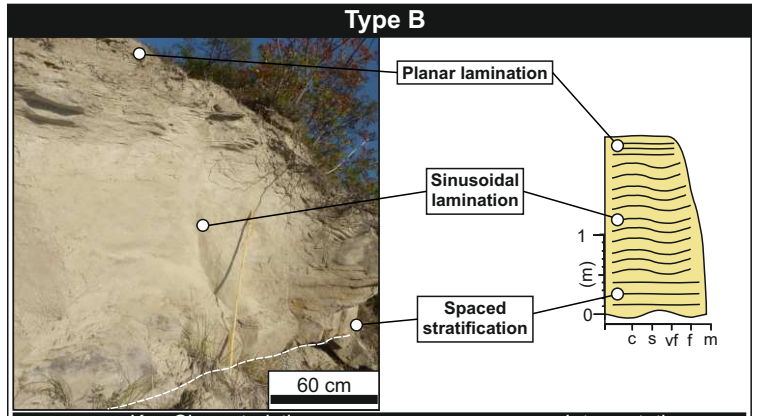 Type B
Planar lamination
Sinusoidal
lamination
Spaced
stratification
60 cm
1
(m)
0
c s vf f m